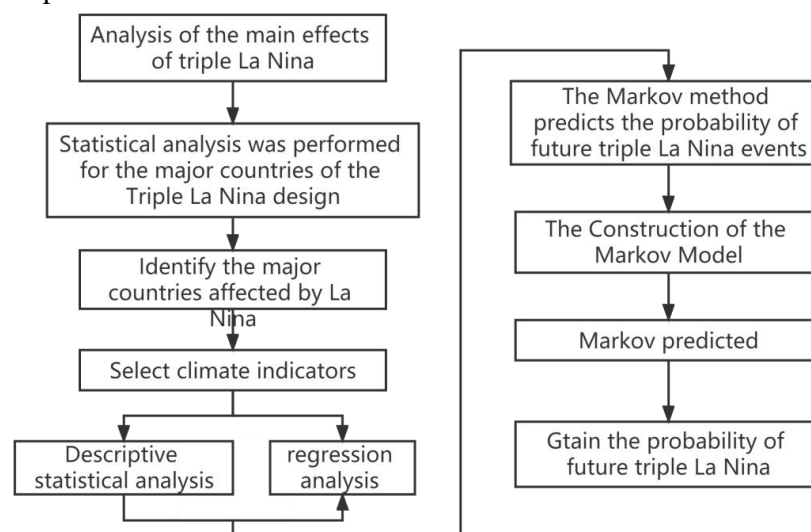 Analysis of the main effects
of triple La Nina
Statistical analysis was performed
for the major countries of the
Triple La Nina design
Identify the major
countries affected by La
Nina
Select climate indicators
Descriptive
statistical analysis
regression
analysis
The Markov method
predicts the probability of
future triple La Nina events
The Construction of the
Markov Model
Markov predicted
Gtain the probability of
future triple La Nina